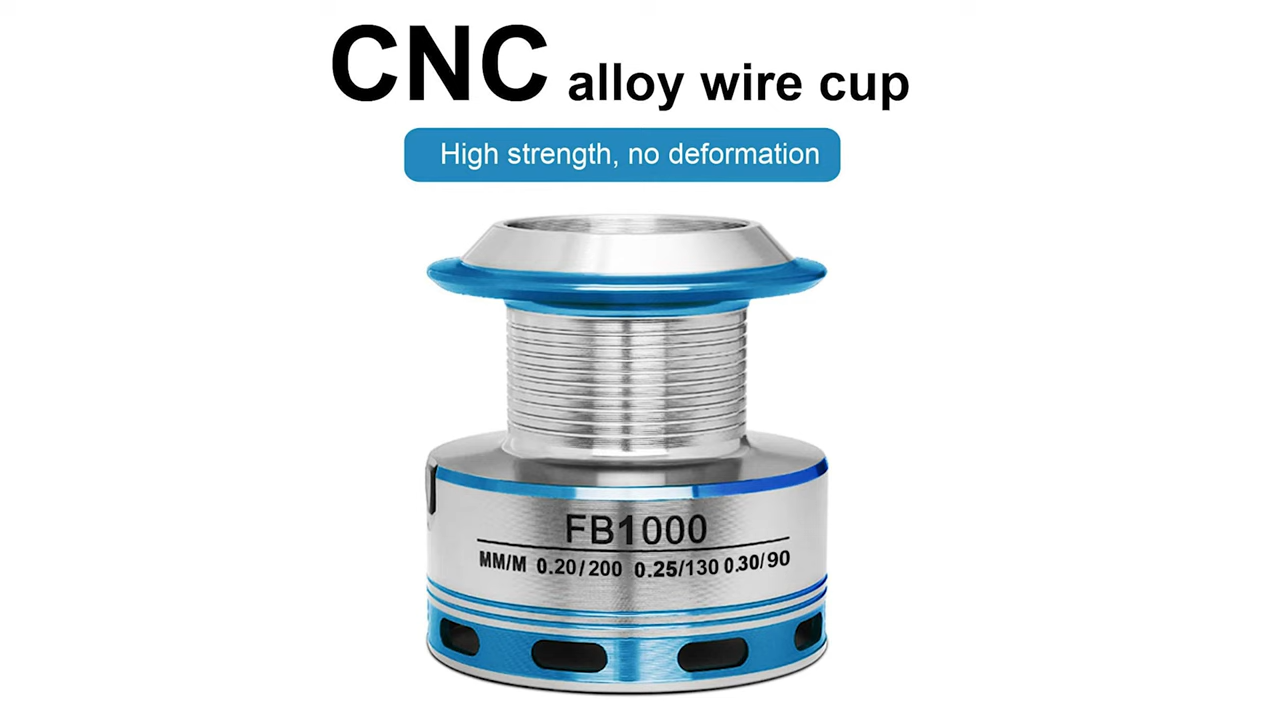 CNC alloy wire cup
High strength, no deformation
FB1000
MM/M 0.20/200 0.25/130 0.30/90